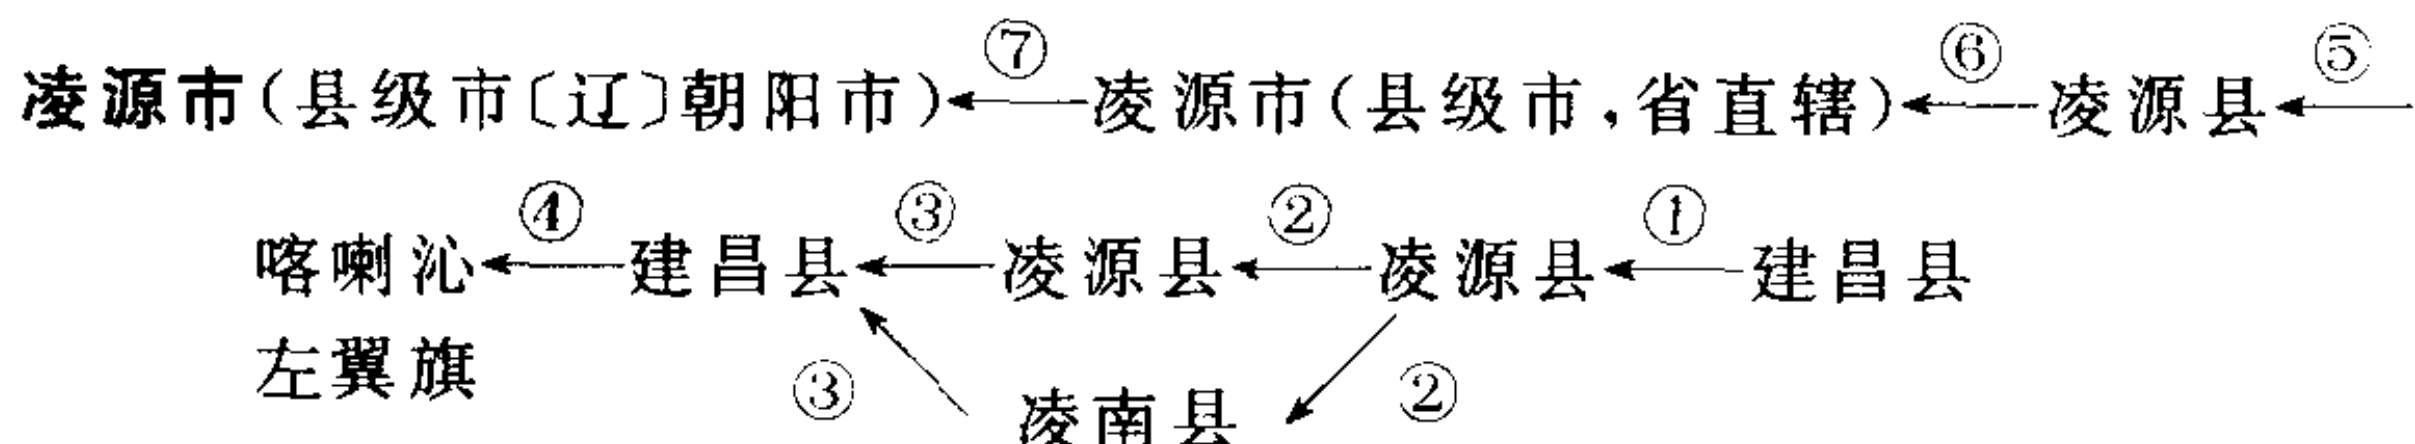 ⑦ ⑥ ⑤
凌源市(县级市〔辽〕朝阳市)←凌源市(县级市,省直辖)←凌源县←
④ ③ ② ①
喀喇沁←建昌县←凌源县←凌源县←建昌县
左翼旗
③ ②
凌南县